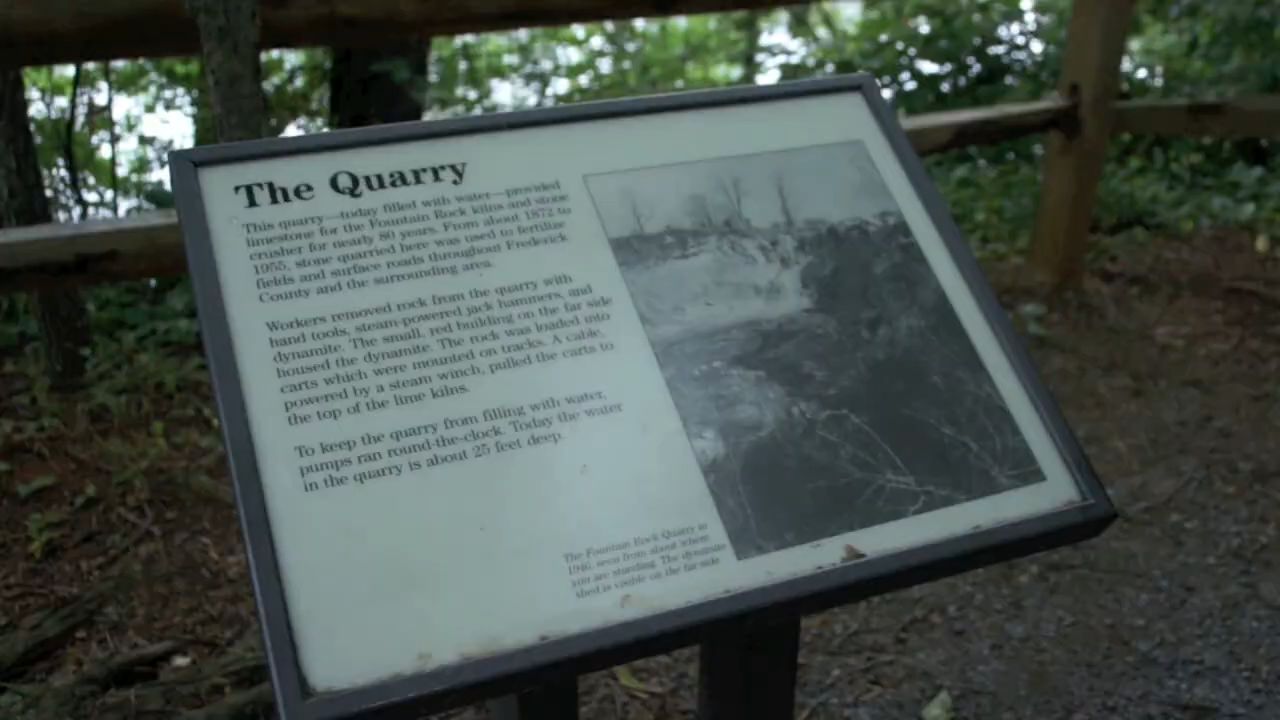 The Quarry
This quarry—today filled with water—provided
limestone for the Fountain Rock kilns and stone
crusher for nearly 80 years. From about 1872 to
1955, stone quarried here was used to fertilize
fields and surface roads throughout Frederick
County and the surrounding area.
Workers removed rock from the quarry with
hand tools, steam-powered jack hammers, and
dynamite. The small, red building on the far side
housed the dynamite. The rock was loaded into
carts which were mounted on tracks. A cable,
powered by a steam winch, pulled the carts to
the top of the lime kilns.
To keep the quarry from filling with water,
pumps ran round-the-clock. Today the water
in the quarry is about 25 feet deep.
The Fountain Rock Quarry in
1946, seen from about where
you are standing. The dynamite
shed is visible on the far side.